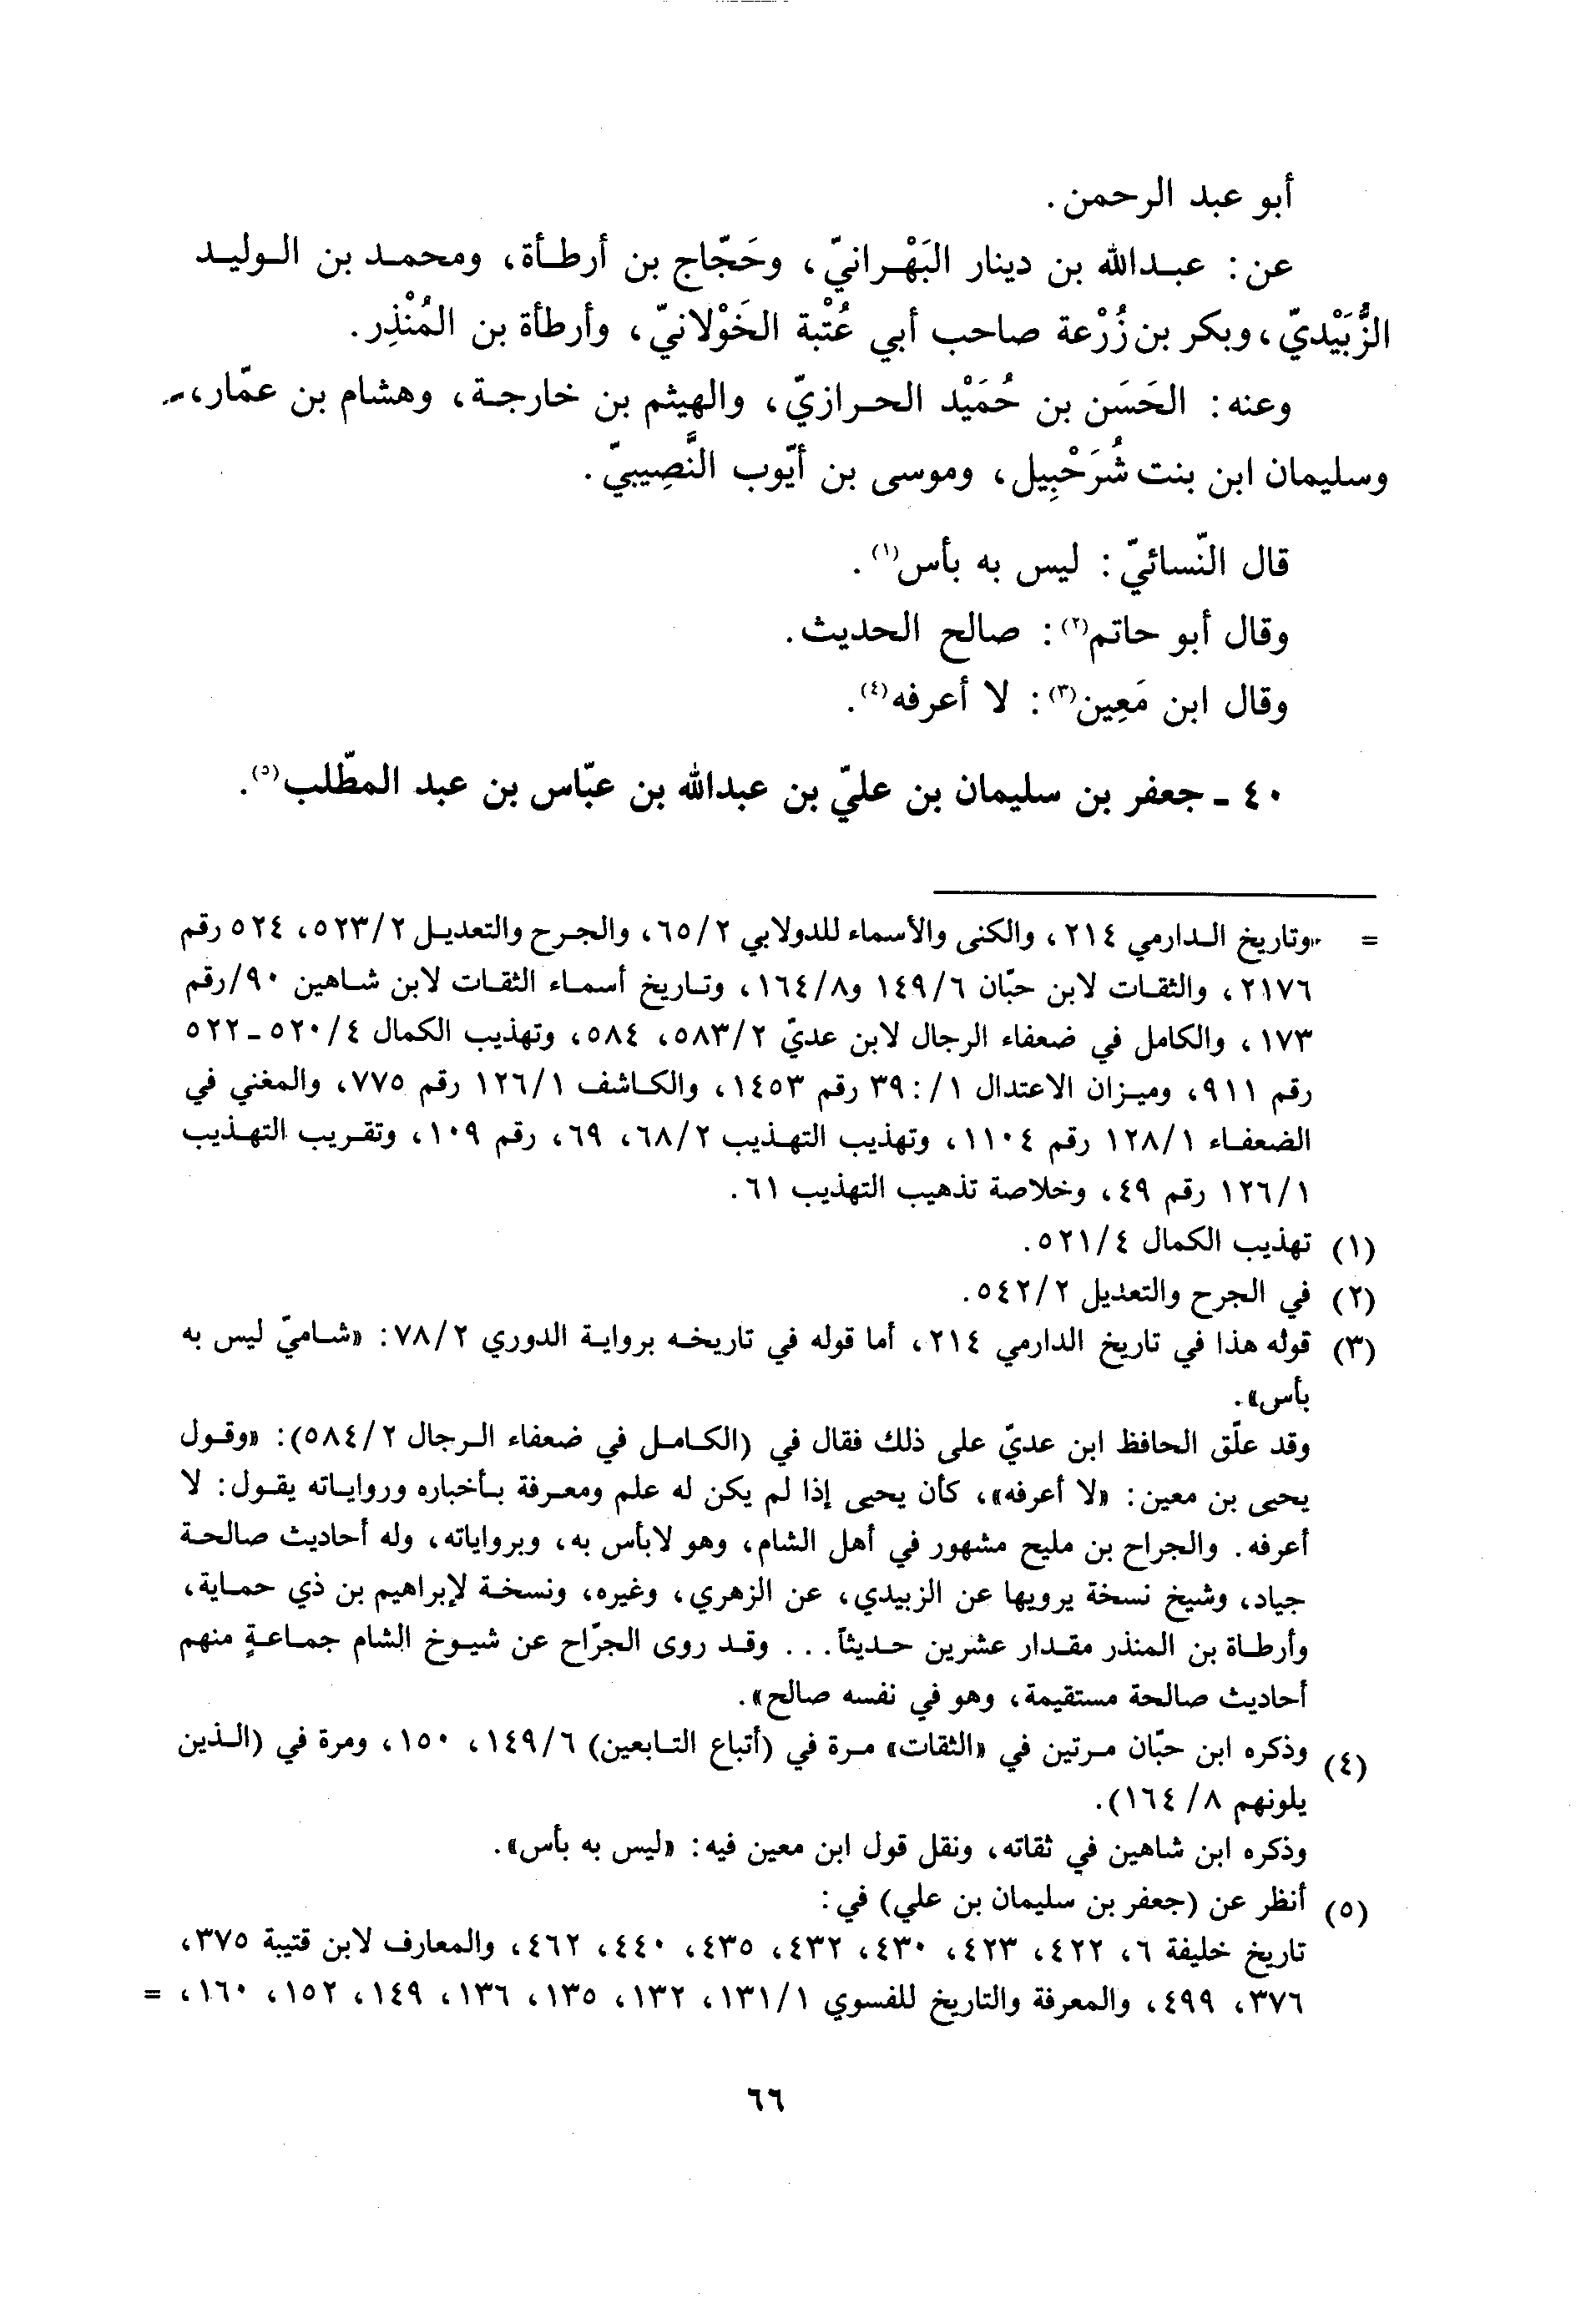 أبو عبد الرحمن.
عن: عبدالله بن دينار البَهْرانيّ، وحَجّاج بن أرطأة، ومحمد بن الوليد
الزُّبَيْديّ، وبكر بن زُرْعة صاحب أبي عُتْبة الخَوْلانيّ، وأرطأة بن المُنْذِر.
وعنه: الحَسَن بن حُمَيْد الحرازيّ، والهيثم بن خارجة، وهشام بن عمّار،
وسليمان ابن بنت شُرَحْبِيل، وموسى بن أيّوب النَّصِيبيّ.
قال النّسائيّ: ليس به بأس(١).
وقال أبو حاتم(٢): صالح الحديث.
وقال ابن مَعِين(٣): لا أعرفه(٤).
٤٠ - جعفر بن سليمان بن عليّ بن عبدالله بن عبّاس بن عبد المطّلب(٥).
= وتاريخ الدارمي ٢١٤، والكنى والأسماء للدولابي ٦٥/٢، والجرح والتعديل ٥٢٣/٢، ٥٢٤ رقم
٢١٧٦، والثقات لابن حبّان ١٤٩/٦ و١٦٤/٨، وتاريخ أسماء الثقات لابن شاهين ٩٠/رقم
١٧٣، والكامل في ضعفاء الرجال لابن عديّ ٥٨٣/٢، ٥٨٤، وتهذيب الكمال ٥٢٠/٤ - ٥٢٢
رقم ٩١١، وميزان الاعتدال ١/:٣٩ رقم ١٤٥٣، والكاشف ١٢٦/١ رقم ٧٧٥، والمغني في
الضعفاء ١٢٨/١ رقم ١١٠٤، وتهذيب التهذيب ٦٨/٢، ٦٩، رقم ١٠٩، وتقريب التهذيب
١٢٦/١ رقم ٤٩، وخلاصة تذهيب التهذيب ٦١.
(١) تهذيب الكمال ٥٢١/٤.
(٢) في الجرح والتعديل ٥٤٢/٢.
(٣) قوله هذا في تاريخ الدارمي ٢١٤، أما قوله في تاريخه برواية الدوري ٧٨/٢: «شاميّ ليس به
بأس».
وقد علّق الحافظ ابن عديّ على ذلك فقال في (الكامل في ضعفاء الرجال ٥٨٤/٢): «وقول
يحيى بن معين: «لا أعرفه»، كأن يحيى إذا لم يكن له علم ومعرفة بأخباره ورواياته يقول: لا
أعرفه. والجراح بن مليح مشهور في أهل الشام، وهو لابأس به، وبرواياته، وله أحاديث صالحة
جياد، وشيخ نسخة يرويها عن الزبيدي، عن الزهري، وغيره، ونسخة لإبراهيم بن ذي حماية،
وأرطاة بن المنذر مقدار عشرين حديثاً... وقد روى الجرّاح عن شيوخ الشام جماعةٍ منهم
أحاديث صالحة مستقيمة، وهو في نفسه صالح».
(٤) وذكره ابن حبّان مرتين في «الثقات» مرة في (أتباع التابعين) ١٤٩/٦، ١٥٠، ومرة في (الذين
يلونهم ٨/ ١٦٤).
وذكره ابن شاهين في ثقاته، ونقل قول ابن معين فيه: «ليس به بأس».
(٥) أنظر عن (جعفر بن سليمان بن علي) في:
تاريخ خليفة ٦، ٤٢٢، ٤٢٣، ٤٣٠، ٤٣٢، ٤٣٥، ٤٤٠، ٤٦٢، والمعارف لابن قتيبة ٣٧٥،
٣٧٦، ٤٩٩، والمعرفة والتاريخ للفسوي ١٣١/١، ١٣٢، ١٣٥، ١٣٦، ١٤٩، ١٥٢، ١٦٠، =
٦٦